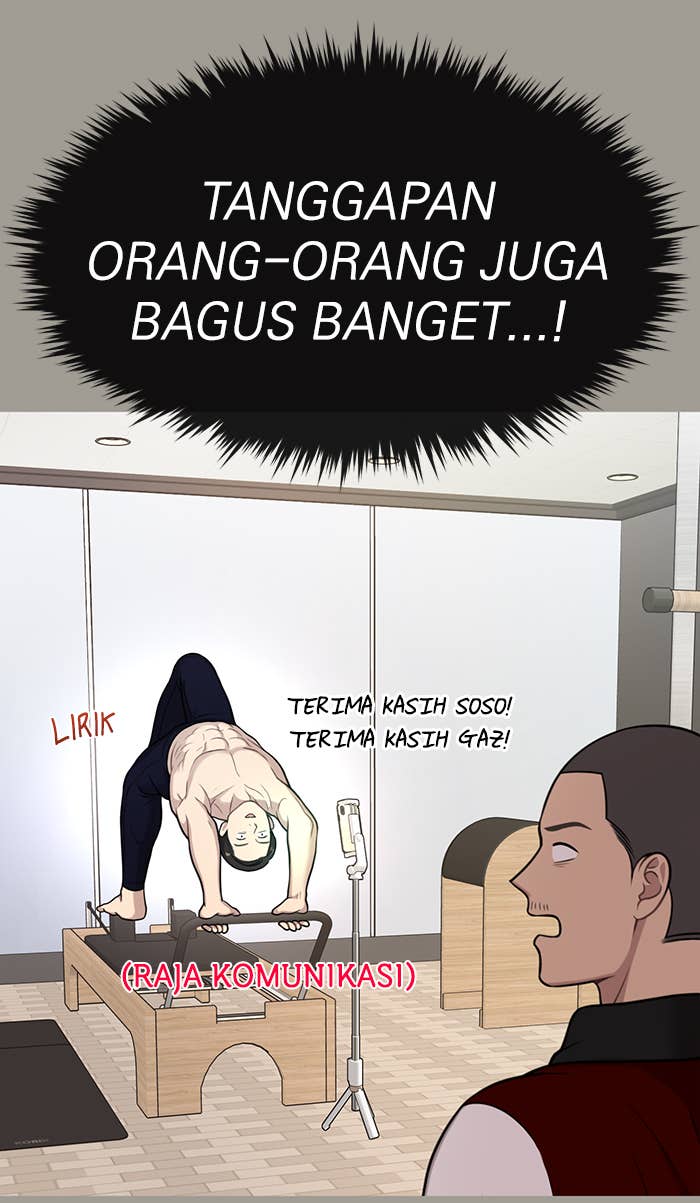 TANGGAPAN
ORANG-ORANG JUGA
BAGUS BANGET...!
LIRIK
TERIMA KASIH SOSO!
TERIMA KASIH GAZ!
(RAJA KOMUNIKASI)